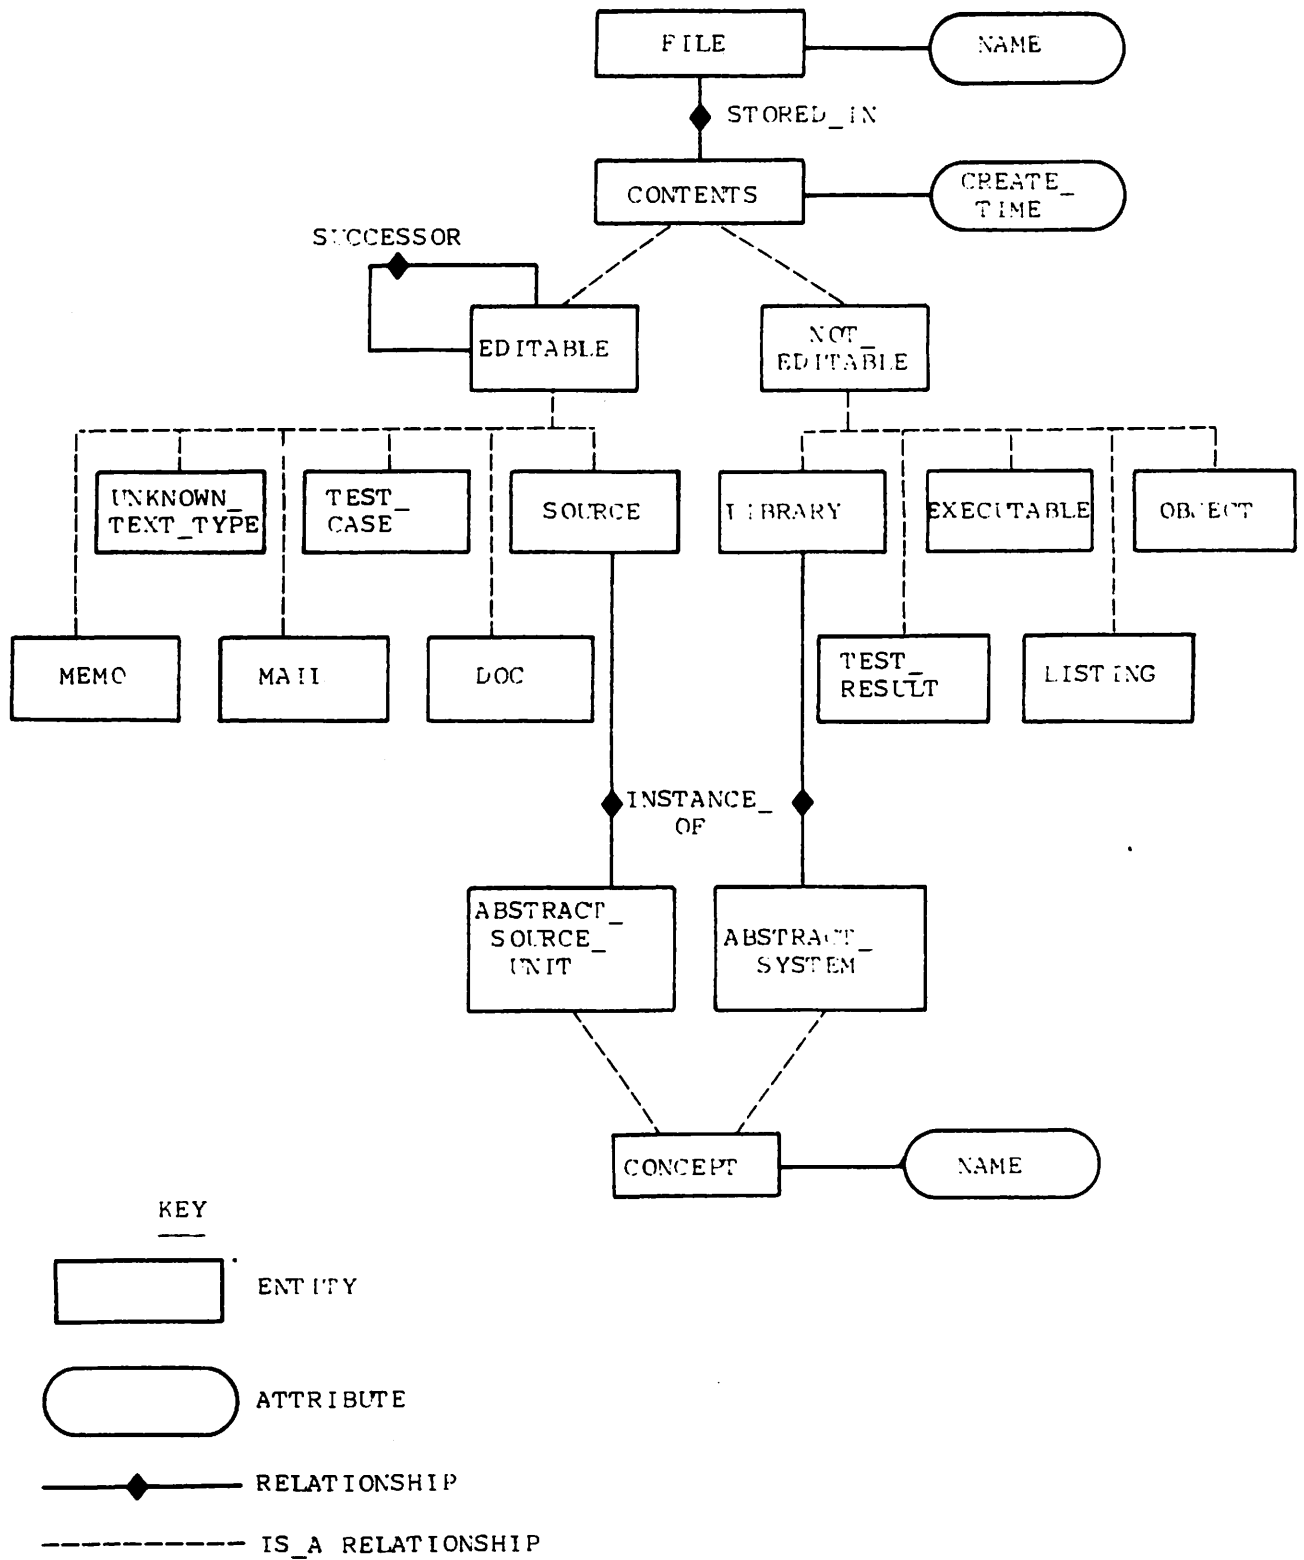 FILE
NAME
STORED_IN
CONTENTS
CREATE_
TIME
SUCCESSOR
EDITABLE
NOT_
EDITABLE
UNKNOWN_
TEXT_TYPE
TEST_
CASE
SOURCE
LIBRARY
EXECUTABLE
OBJECT
MEMO
MAIL
DOC
TEST_
RESULT
LISTING
INSTANCE_
OF
ABSTRACT_
SOURCE_
UNIT
ABSTRACT_
SYSTEM
CONCEPT
NAME
KEY
ENTITY
ATTRIBUTE
RELATIONSHIP
IS_A RELATIONSHIP